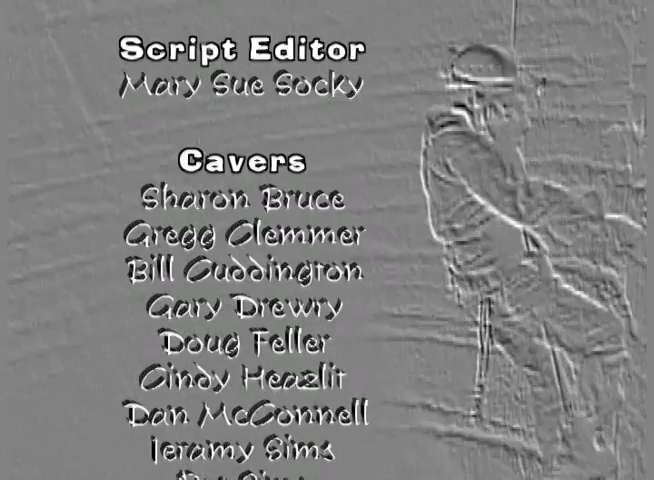 Script Editor
Mary Sue Socky
Cavers
Sharon Bruce
Gregg Clemmer
Bill Cuddington
Gary Drewry
Doug Feller
Cindy Heazlit
Dan McConnell
Jeramy Sims